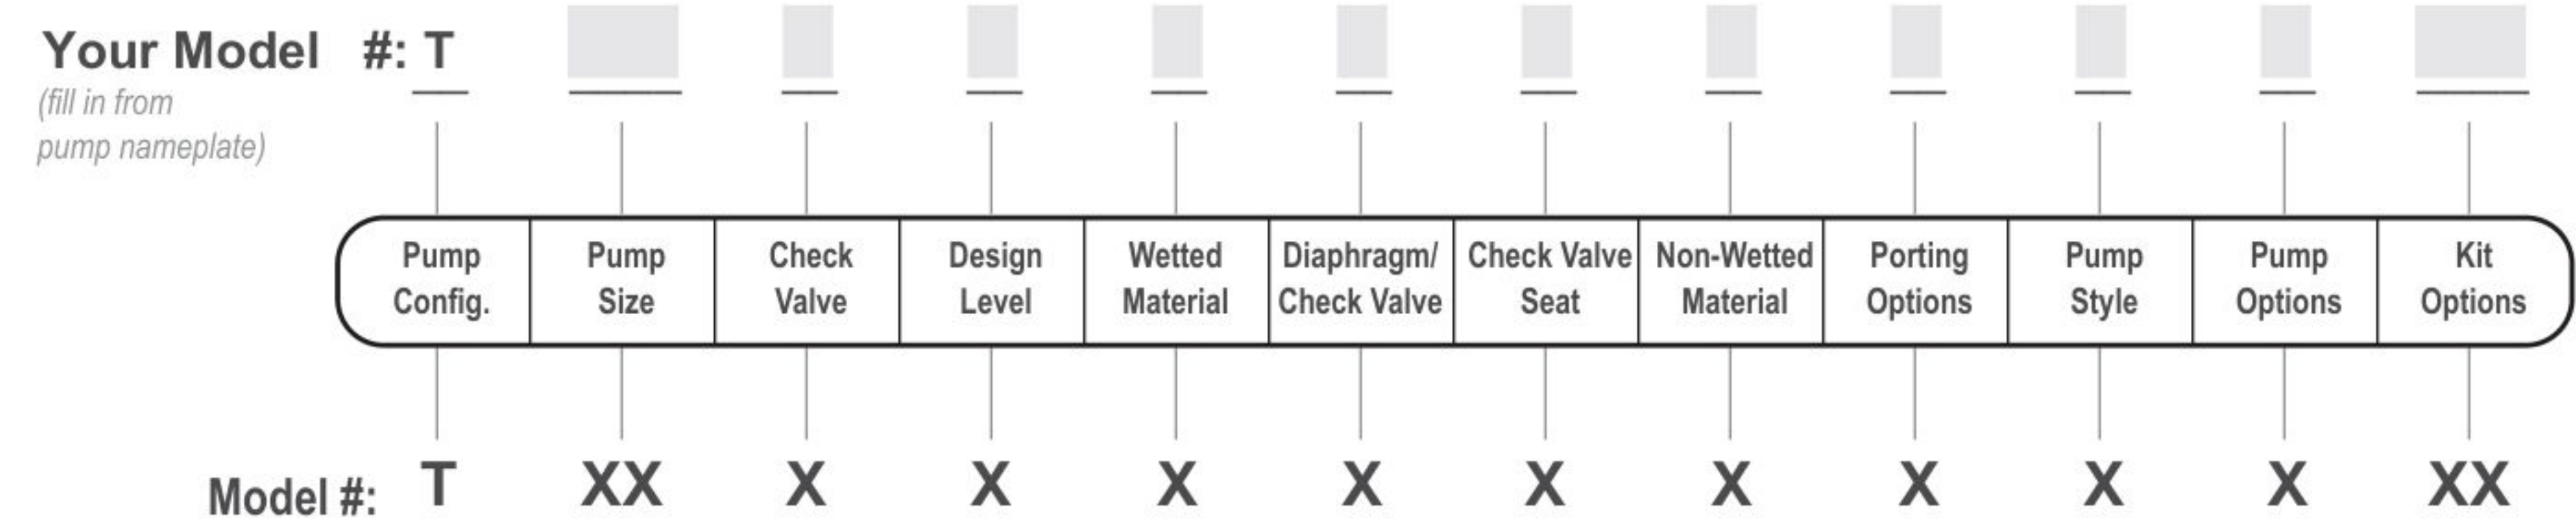 Your Model #: T
(fill in from
pump nameplate)
Pump Config. Pump Size Check Valve Design Level Wetted Material Diaphragm/ Check Valve Check Valve Seat Non-Wetted Material Porting Options Pump Style Pump Options Kit Options
Model #: T XX X X X X X X X X X XX